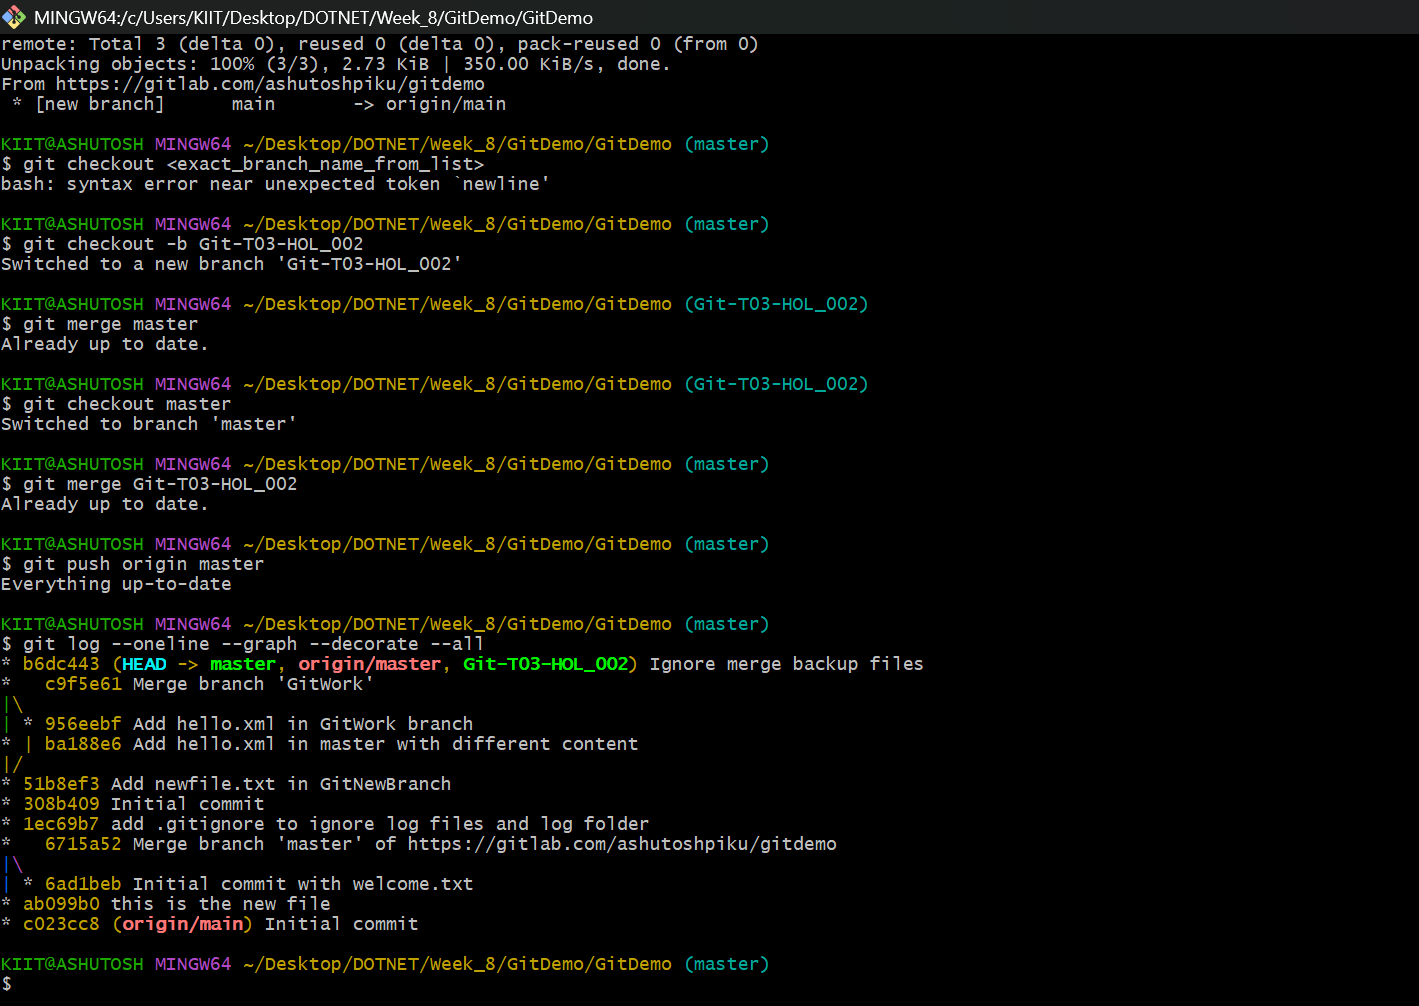 MINGW64:/c/Users/KIIT/Desktop/DOTNET/Week_8/GitDemo/GitDemo
remote: Total 3 (delta 0), reused 0 (delta 0), pack-reused 0 (from 0)
Unpacking objects: 100% (3/3), 2.73 KiB | 350.00 KiB/s, done.
From https://gitlab.com/ashutoshpiku/gitdemo
 * [new branch]      main       -> origin/main
KIIT@ASHUTOSH MINGW64 ~/Desktop/DOTNET/Week_8/GitDemo/GitDemo (master)
$ git checkout <exact_branch_name_from_list>
bash: syntax error near unexpected token `newline'
KIIT@ASHUTOSH MINGW64 ~/Desktop/DOTNET/Week_8/GitDemo/GitDemo (master)
$ git checkout -b Git-T03-HOL_002
Switched to a new branch 'Git-T03-HOL_002'
KIIT@ASHUTOSH MINGW64 ~/Desktop/DOTNET/Week_8/GitDemo/GitDemo (Git-T03-HOL_002)
$ git merge master
Already up to date.
KIIT@ASHUTOSH MINGW64 ~/Desktop/DOTNET/Week_8/GitDemo/GitDemo (Git-T03-HOL_002)
$ git checkout master
Switched to branch 'master'
KIIT@ASHUTOSH MINGW64 ~/Desktop/DOTNET/Week_8/GitDemo/GitDemo (master)
$ git merge Git-T03-HOL_002
Already up to date.
KIIT@ASHUTOSH MINGW64 ~/Desktop/DOTNET/Week_8/GitDemo/GitDemo (master)
$ git push origin master
Everything up-to-date
KIIT@ASHUTOSH MINGW64 ~/Desktop/DOTNET/Week_8/GitDemo/GitDemo (master)
$ git log --oneline --graph --decorate --all
* b6dc443 (HEAD -> master, origin/master, Git-T03-HOL_002) Ignore merge backup files
*   c9f5e61 Merge branch 'GitWork'
|\
| * 956eebf Add hello.xml in GitWork branch
* | ba188e6 Add hello.xml in master with different content
|/
* 51b8ef3 Add newfile.txt in GitNewBranch
* 308b409 Initial commit
* 1ec69b7 add .gitignore to ignore log files and log folder
*   6715a52 Merge branch 'master' of https://gitlab.com/ashutoshpiku/gitdemo
|\
| * 6ad1beb Initial commit with welcome.txt
* ab099b0 this is the new file
* c023cc8 (origin/main) Initial commit
KIIT@ASHUTOSH MINGW64 ~/Desktop/DOTNET/Week_8/GitDemo/GitDemo (master)
$